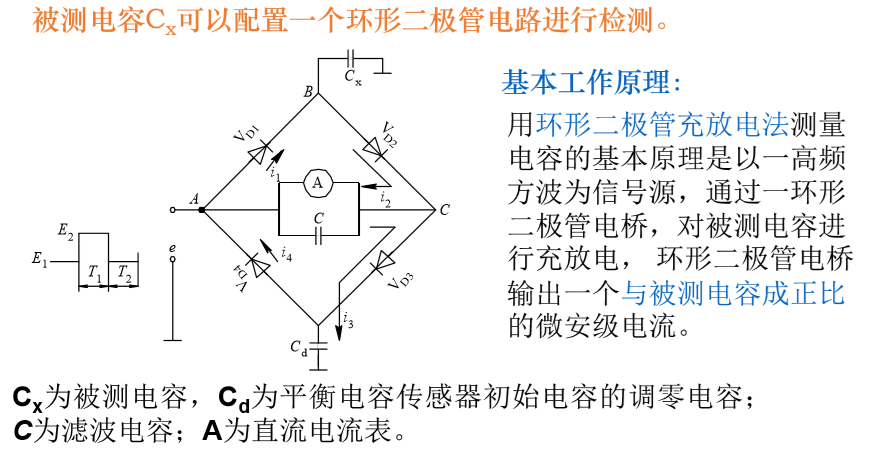 被测电容Cx可以配置一个环形二极管电路进行检测。
基本工作原理：
用环形二极管充放电法测量
电容的基本原理是以一高频
方波为信号源，通过一环形
二极管电桥，对被测电容进
行充放电， 环形二极管电桥
输出一个与被测电容成正比
的微安级电流。
Cx
B
VD1
VD2
i1
A
i2
A
C
C
e
E2
E1
T1
T2
i4
VD4
VD3
i3
Cd
Cx为被测电容，Cd为平衡电容传感器初始电容的调零电容；
C为滤波电容；A为直流电流表。